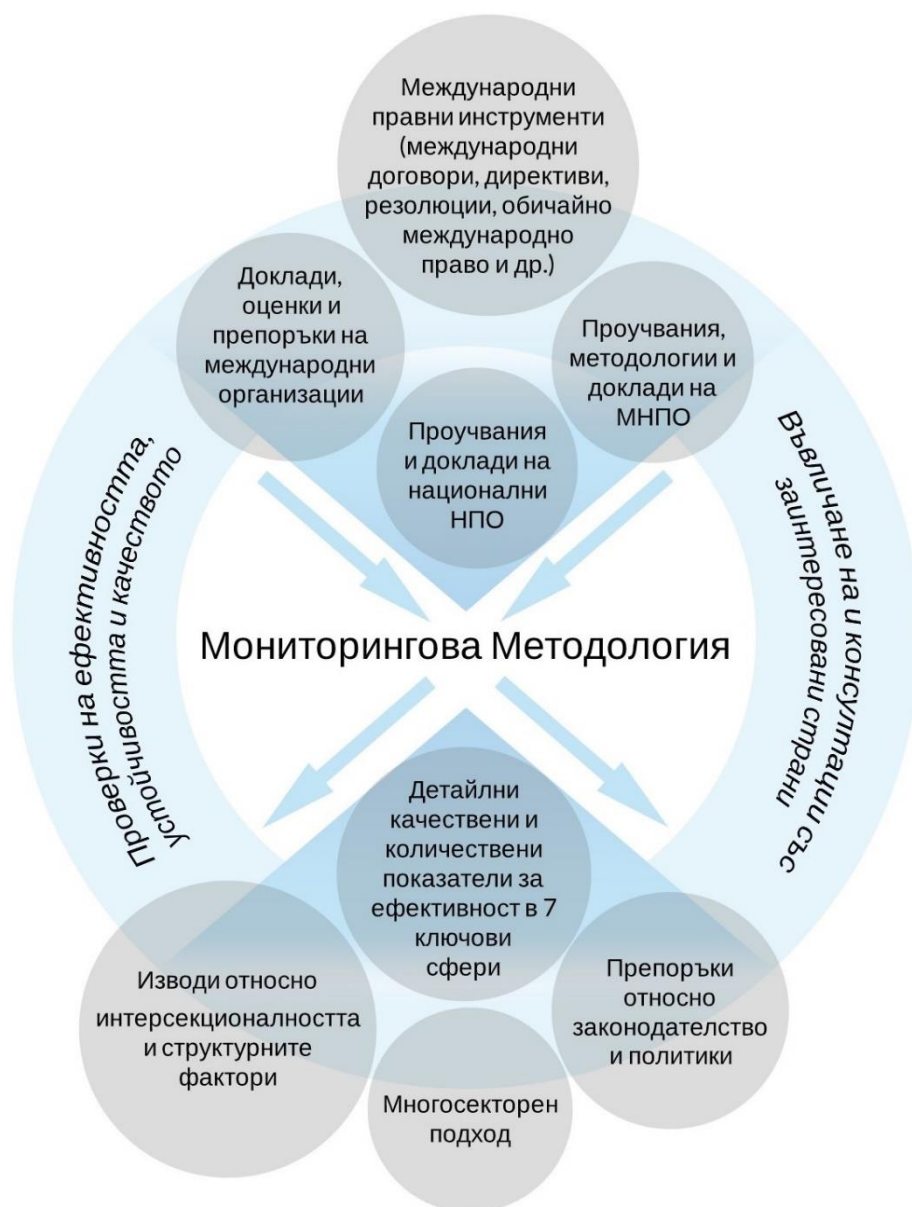 Международни
правни инструменти
(международни
договори, директиви,
резолюции, обичайно
международно
право и др.)
Доклади,
оценки и
препоръки на
международни
организации
Проучвания,
методологии и
доклади на
МНПО
Проучвания
и доклади на
национални
НПО
Проверки на ефективността,
устойчивостта и качеството
Въвличане на и консултации със
заинтересовани страни
Мониторингова Методология
Детайлни
качествени и
количествени
показатели за
ефективност в 7
ключови
сфери
Изводи относно
интерсекционалността
и структурните
фактори
Препоръки
относно
законодателство
и политики
Многосекторен
подход